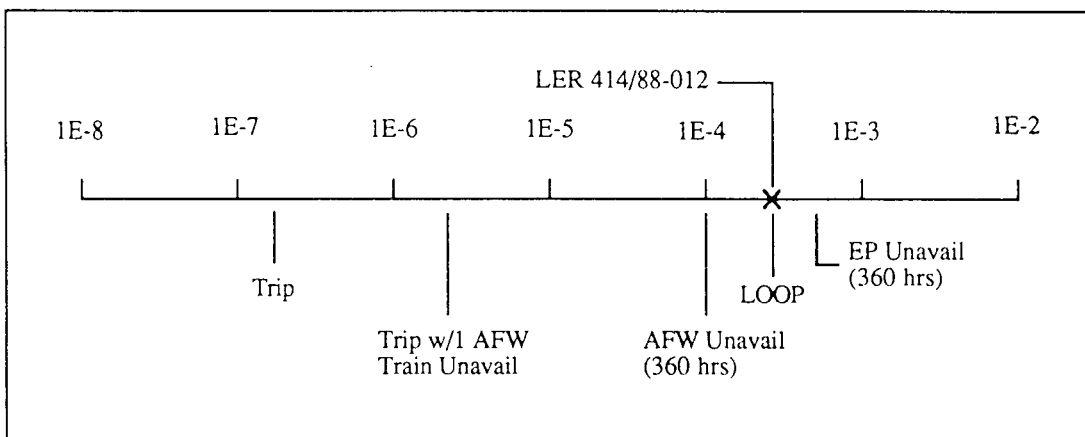 LER 414/88-012
1E-8 1E-7 1E-6 1E-5 1E-4 1E-3 1E-2
Trip
Trip w/1 AFW
Train Unavail
AFW Unavail
(360 hrs)
LOOP
EP Unavail
(360 hrs)